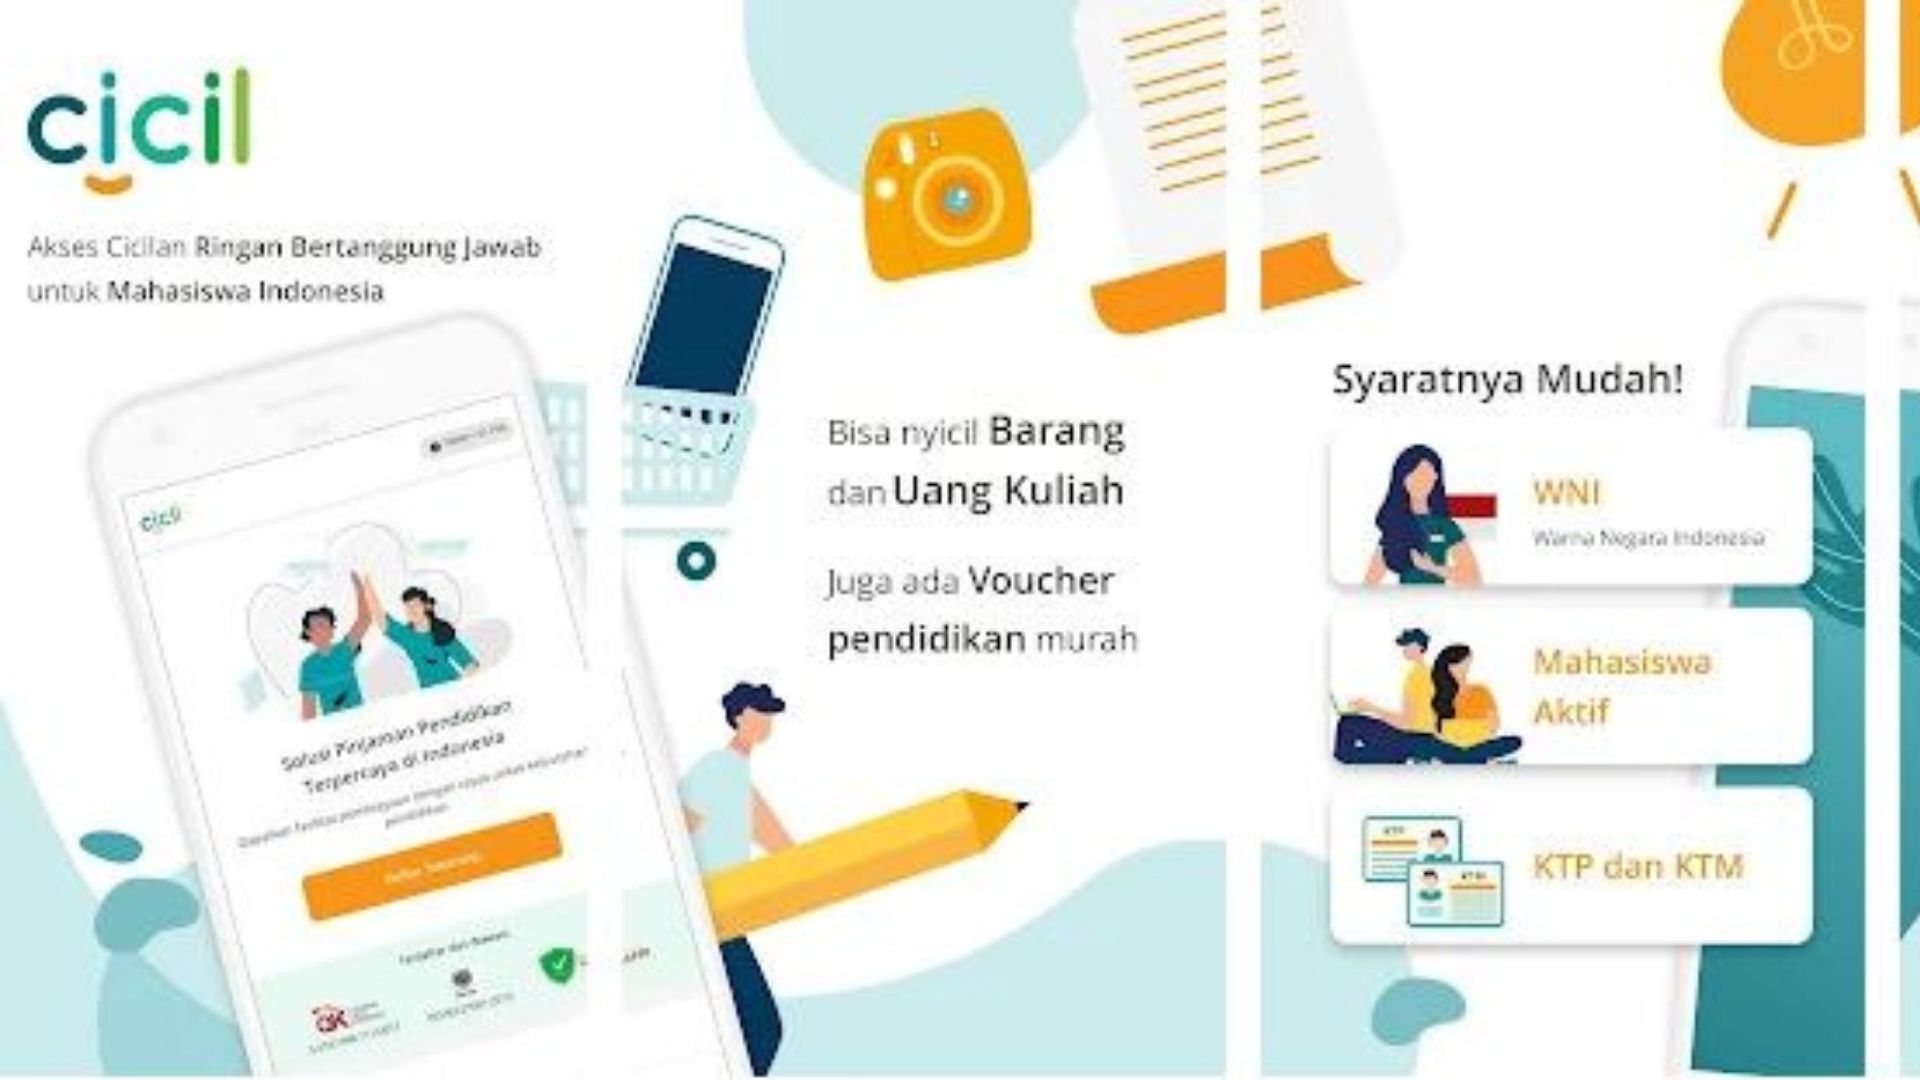 cicil
Akses Cicilan Ringan Bertanggung Jawab
untuk Mahasiswa Indonesia
cicil
Solusi Pinjaman Pendidikan
Terpercaya di Indonesia
Bisa nyicil Barang
dan Uang Kuliah
Juga ada Voucher
pendidikan murah
Syaratnya Mudah!
WNI
Warna Negara Indonesia
Mahasiswa
Aktif
KTP
KTM
KTP dan KTM